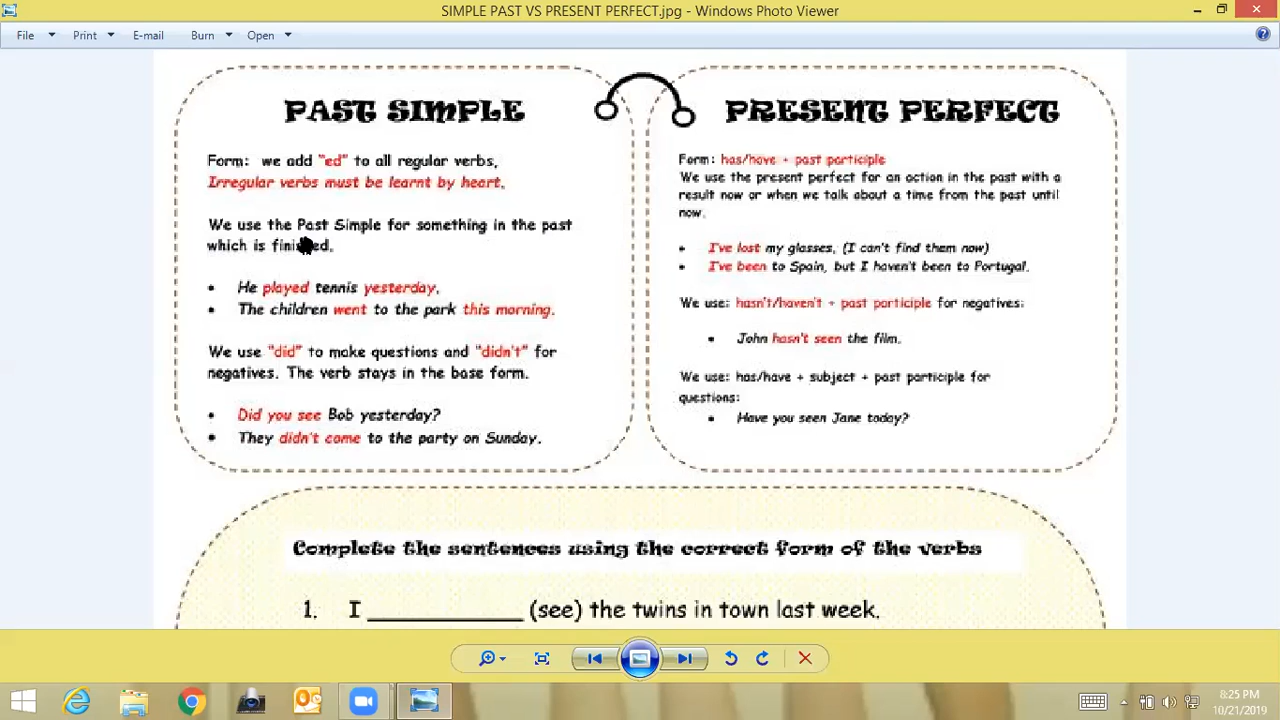 SIMPLE PAST VS PRESENT PERFECT.jpg - Windows Photo Viewer
File Print E-mail Burn Open
PAST SIMPLE
Form: we add "ed" to all regular verbs,
Irregular verbs must be learnt by heart.
We use the Past Simple for something in the past
which is finished.
• He played tennis yesterday.
• The children went to the park this morning.
We use "did" to make questions and "didn't" for
negatives. The verb stays in the base form.
• Did you see Bob yesterday?
• They didn't come to the party on Sunday.
PRESENT PERFECT
Form: has/have + past participle
We use the present perfect for an action in the past with a
result now or when we talk about a time from the past until
now.
• I've lost my glasses, (I can't find them now)
• I've been to Spain, but I haven't been to Portugal.
We use: hasn't/haven't + past participle for negatives:
• John hasn't seen the film.
We use: has/have + subject + past participle for
questions:
• Have you seen Jane today?
Complete the sentences using the correct form of the verbs
1. I ____________ (see) the twins in town last week.
8:25 PM
10/21/2019